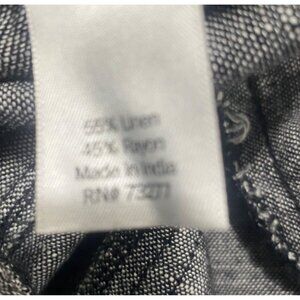 55% Linen
45% Rayon
Made in India
RN# 73277